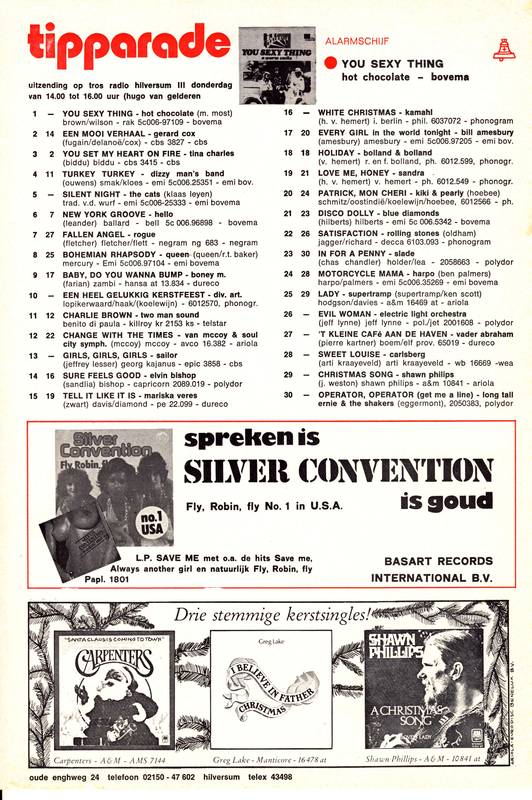 tipparade
ALARMSCHIJF
YOU SEXY THING
YOU SEXY THING
hot chocolate – bovema
uitzending op tros radio hilversum III donderdag
van 14.00 tot 16.00 uur (hugo van gelderen
1 — YOU SEXY THING - hot chocolate (m. most)
brown/wilson - rak 5c006-97109 - bovema
2 14 EEN MOOI VERHAAL - gerard cox
(fugain/delanoë/cox) - cbs 3827 - cbs
3 2 YOU SET MY HEART ON FIRE - tina charles
(biddu) biddu - cbs 3415 - cbs
4 11 TURKEY TURKEY - dizzy man's band
(ouwens) smak/kloes - emi 5c006.25351 - emi bov.
5 — SILENT NIGHT - the cats (klaas leyen)
trad. v.d. wurf - emi 5c006-25333 - emi bovema
6 7 NEW YORK GROOVE - hello
(leander) ballard - bell 5c 006.96898 - bovema
7 27 FALLEN ANGEL - rogue
(fletcher) fletcher/flett - negram ng 683 - negram
8 25 BOHEMIAN RHAPSODY - queen-(queen/r.t. baker)
mercury - Emi 5c006.97104 - emi bovema
9 17 BABY, DO YOU WANNA BUMP - boney m.
(farian) zambi - hansa at 13.834 - dureco
10 — EEN HEEL GELUKKIG KERSTFEEST - div. art.
lopikerwaard/haak/(koelewijn) - 6012570, phonogr.
11 12 CHARLIE BROWN - two man sound
benito di paula - killroy kr 2153 ks - telstar
12 22 CHANGE WITH THE TIMES - van mccoy & soul
city symph. (mccoy) mccoy - avco 16.382 - ariola
13 — GIRLS, GIRLS, GIRLS - sailor
(jeffrey lesser) georg kajanus - epic 3858 - cbs
14 16 SURE FEELS GOOD - elvin bishop
(sandlia) bishop - capricorn 2089.019 - polydor
15 19 TELL IT LIKE IT IS - mariska veres
(zwart) davis/diamond - pe 22.099 - dureco
16 — WHITE CHRISTMAS - kamahl
(h. v. hemert) i. berlin - phil. 6037072 - phonogram
17 20 EVERY GIRL in the world tonight - bill amesbury
(amesbury) amesbury - emi 5c006.97205 - emi bov.
18 18 HOLIDAY - bolland & bolland
(v. hemert) r. en f. bolland, ph. 6012.599, phonogr.
19 21 LOVE ME, HONEY - sandra
(h. v. hemert) v. hemert - ph. 6012.549 - phonogr.
20 24 PATRICK, MON CHERI - kiki & pearly (hoebee)
schmitz/oostindië/koelewijn/hoebee, 6012566 - ph.
21 23 DISCO DOLLY - blue diamonds
(hilberts) hilberts - emi 5c 006.5342 - bovema
22 26 SATISFACTION - rolling stones (oldham)
jagger/richard - decca 6103.093 - phonogram
23 30 IN FOR A PENNY - slade
(chas chandler) holder/lea - 2058663 - polydor
24 28 MOTORCYCLE MAMA - harpo (ben palmers)
harpo/palmers - emi 5c006.35269 - emi bovema
25 29 LADY - supertramp (supertramp/ken scott)
hodgson/davies - a&m 16469 at - ariola
26 — EVIL WOMAN - electric light orchestra
(jeff lynne) jeff lynne - pol/jet 2001608 - polydor
27 — 'T KLEINE CAFé AAN DE HAVEN - vader abraham
(pierre kartner) boem/elf prov. 65019 - dureco
28 — SWEET LOUISE - carlsberg
(arti kraayeveld) arti kraayeveld - wb 16669 -wea
29 — CHRISTMAS SONG - shawn philips
(j. weston) shawn philips - a&m 10841 - ariola
30 — OPERATOR, OPERATOR (get me a line) - long tall
ernie & the shakers (eggermont), 2050383, polydor
spreken is
SILVER CONVENTION
is goud
Silver
Convention
Fly, Robin, fly
no.1
USA
Fly, Robin, fly No. 1 in U.S.A.
L.P. SAVE ME met o.a. de hits Save me,
Always another girl en natuurlijk Fly, Robin, fly
Papl. 1801
BASART RECORDS
INTERNATIONAL B.V.
Drie stemmige kerstsingles!
"SANTA CLAUS IS COMING TO TOWN"
CARPENTERS
Greg Lake
I BELIEVE IN FATHER
CHRISTMAS
SHAWN
PHILLIPS
A CHRISTMAS
SONG
Carpenters - A&M - AMS 7144
Greg Lake - Manticore - 16478 at
Shawn Phillips - A&M - 10841 at
oude enghweg 24 telefoon 02150 - 47 602 hilversum telex 43498